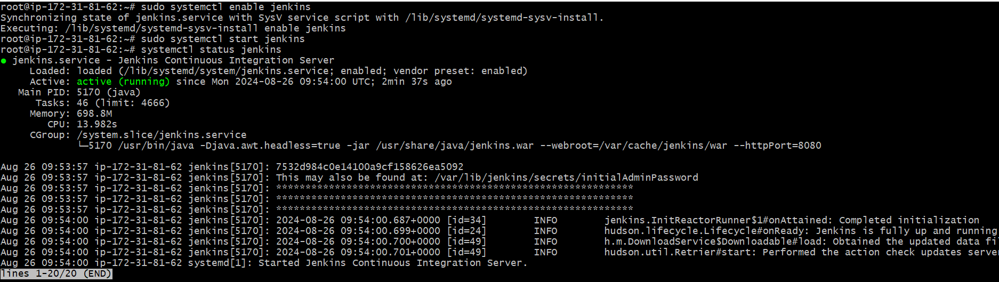 root@ip-172-31-81-62:~# sudo systemctl enable jenkins
Synchronizing state of jenkins.service with SysV service script with /lib/systemd/systemd-sysv-install.
Executing: /lib/systemd/systemd-sysv-install enable jenkins
root@ip-172-31-81-62:~# sudo systemctl start jenkins
root@ip-172-31-81-62:~# systemctl status jenkins
● jenkins.service - Jenkins Continuous Integration Server
     Loaded: loaded (/lib/systemd/system/jenkins.service; enabled; vendor preset: enabled)
     Active: active (running) since Mon 2024-08-26 09:54:00 UTC; 2min 37s ago
   Main PID: 5170 (java)
      Tasks: 46 (limit: 4666)
     Memory: 698.8M
        CPU: 13.982s
     CGroup: /system.slice/jenkins.service
             └─5170 /usr/bin/java -Djava.awt.headless=true -jar /usr/share/java/jenkins.war --webroot=/var/cache/jenkins/war --httpPort=8080
Aug 26 09:53:57 ip-172-31-81-62 jenkins[5170]: 7532d984c0e14100a9cf158626ea5092
Aug 26 09:53:57 ip-172-31-81-62 jenkins[5170]: This may also be found at: /var/lib/jenkins/secrets/initialAdminPassword
Aug 26 09:53:57 ip-172-31-81-62 jenkins[5170]: *************************************************************
Aug 26 09:53:57 ip-172-31-81-62 jenkins[5170]: *************************************************************
Aug 26 09:53:57 ip-172-31-81-62 jenkins[5170]: *************************************************************
Aug 26 09:54:00 ip-172-31-81-62 jenkins[5170]: 2024-08-26 09:54:00.687+0000 [id=34]        INFO        jenkins.InitReactorRunner$1#onAttained: Completed initialization
Aug 26 09:54:00 ip-172-31-81-62 jenkins[5170]: 2024-08-26 09:54:00.699+0000 [id=24]        INFO        hudson.lifecycle.Lifecycle#onReady: Jenkins is fully up and running
Aug 26 09:54:00 ip-172-31-81-62 jenkins[5170]: 2024-08-26 09:54:00.700+0000 [id=49]        INFO        h.m.DownloadService$Downloadable#load: Obtained the updated data fi
Aug 26 09:54:00 ip-172-31-81-62 jenkins[5170]: 2024-08-26 09:54:00.701+0000 [id=49]        INFO        hudson.util.Retrier#start: Performed the action check updates server
Aug 26 09:54:00 ip-172-31-81-62 systemd[1]: Started Jenkins Continuous Integration Server.
lines 1-20/20 (END)